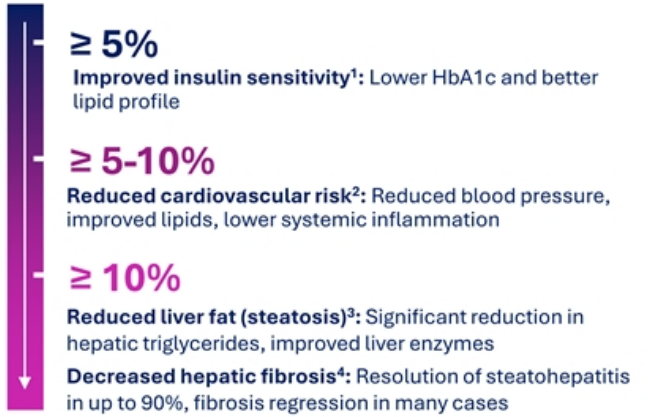 ≥ 5%
Improved insulin sensitivity¹: Lower HbA1c and better
lipid profile
≥ 5-10%
Reduced cardiovascular risk²: Reduced blood pressure,
improved lipids, lower systemic inflammation
≥ 10%
Reduced liver fat (steatosis)³: Significant reduction in
hepatic triglycerides, improved liver enzymes
Decreased hepatic fibrosis⁴: Resolution of steatohepatitis
in up to 90%, fibrosis regression in many cases